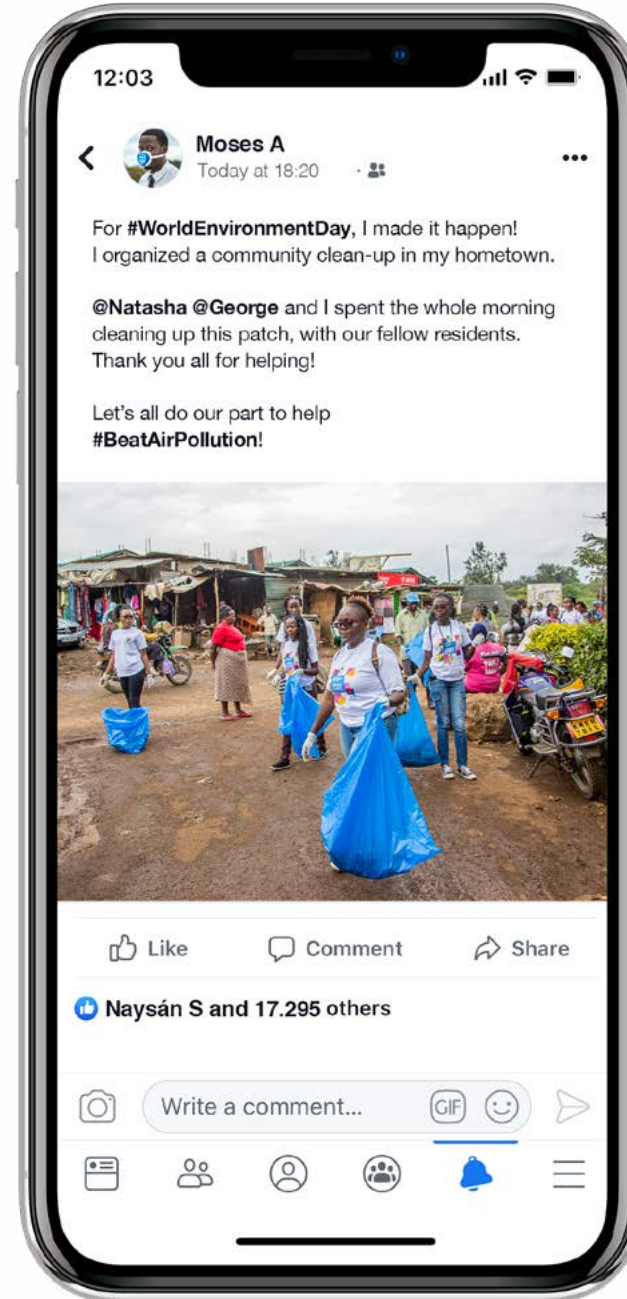 12:03
Moses A
Today at 18:20
For #WorldEnvironmentDay, I made it happen!
I organized a community clean-up in my hometown.
@Natasha @George and I spent the whole morning
cleaning up this patch, with our fellow residents.
Thank you all for helping!
Let's all do our part to help
#BeatAirPollution!
Like
Comment
Share
Naysán S and 17.295 others
Write a comment...
GIF